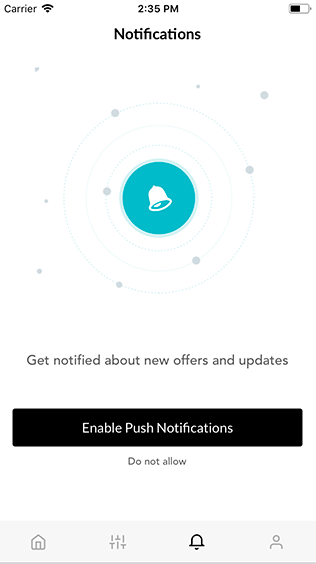 Carrier 2:35 PM
Notifications
Get notified about new offers and updates
Enable Push Notifications
Do not allow